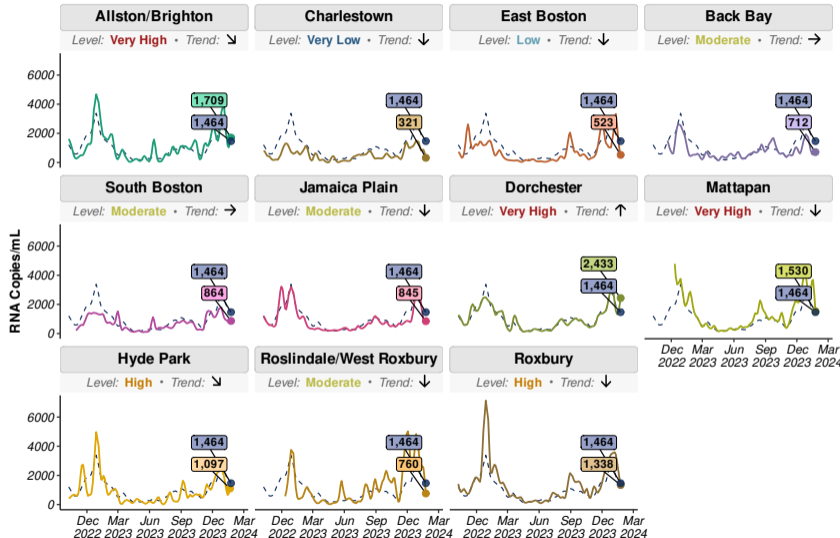 Allston/Brighton
Level: Very High • Trend: ↘
Charlestown
Level: Very Low • Trend: ↓
East Boston
Level: Low • Trend: ↓
Back Bay
Level: Moderate • Trend: →
6000
4000
2000
0
1,709
1,464
1,464
321
1,464
523
1,464
712
South Boston
Level: Moderate • Trend: →
Jamaica Plain
Level: Moderate • Trend: ↓
Dorchester
Level: Very High • Trend: ↑
Mattapan
Level: Very High • Trend: ↓
RNA Copies/mL
6000
4000
2000
0
1,464
864
1,464
845
2,433
1,464
1,530
1,464
Dec 2022
Mar 2023
Jun 2023
Sep 2023
Dec 2023
Mar 2024
Hyde Park
Level: High • Trend: ↘
Roslindale/West Roxbury
Level: Moderate • Trend: ↓
Roxbury
Level: High • Trend: ↓
6000
4000
2000
0
1,464
1,097
1,464
760
1,464
1,338
Dec 2022
Mar 2023
Jun 2023
Sep 2023
Dec 2023
Mar 2024
Dec 2022
Mar 2023
Jun 2023
Sep 2023
Dec 2023
Mar 2024
Dec 2022
Mar 2023
Jun 2023
Sep 2023
Dec 2023
Mar 2024